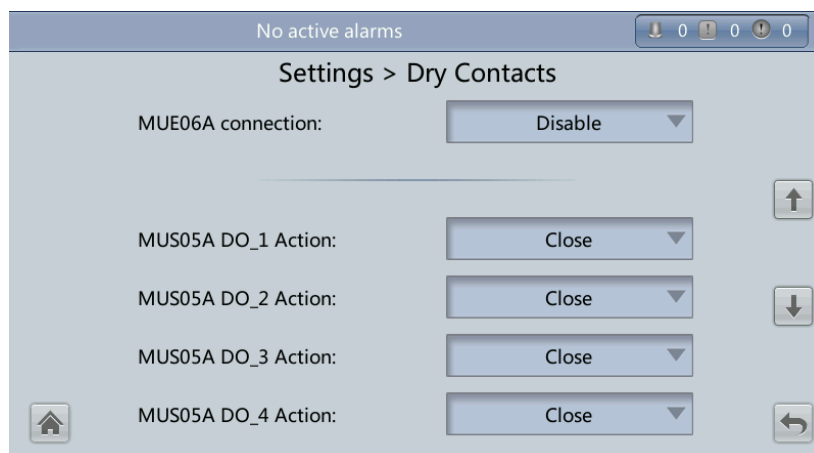 No active alarms 0 0 0
Settings > Dry Contacts
MUE06A connection: Disable
MUS05A DO_1 Action: Close
MUS05A DO_2 Action: Close
MUS05A DO_3 Action: Close
MUS05A DO_4 Action: Close